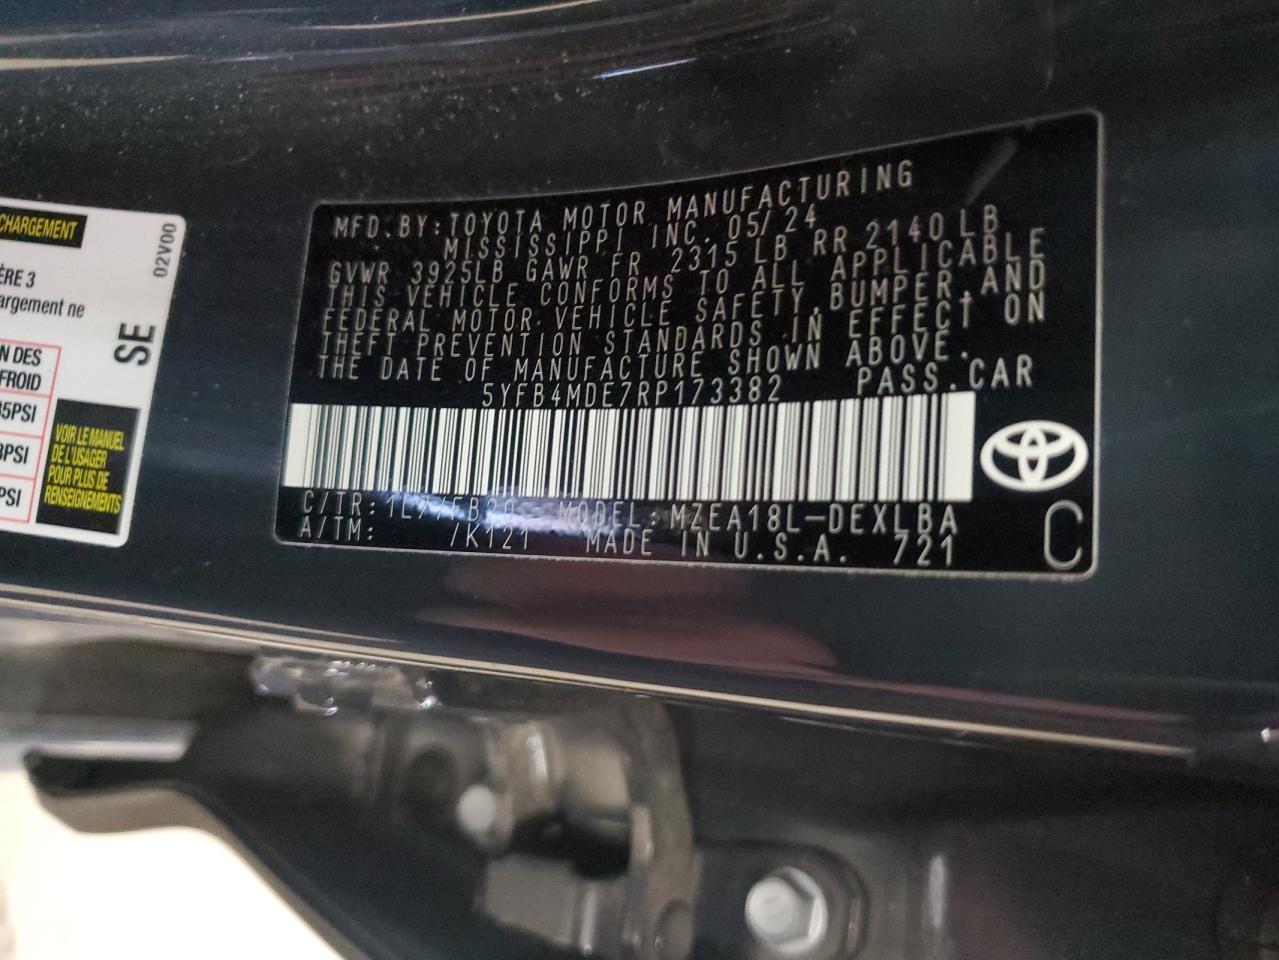 CHARGEMENT
02V00
ÈRE 3
argement ne
SE
N DES
FROID
35PSI
PSI
PSI
VOIR LE MANUEL
DE L'USAGER
POUR PLUS DE
RENSEIGNEMENTS
MFD. BY: TOYOTA MOTOR MANUFACTURING
MISSISSIPPI INC. 05/24
GVWR 3925LB GAWR FR 2315 LB RR 2140 LB
THIS VEHICLE CONFORMS TO ALL APPLICABLE
FEDERAL MOTOR VEHICLE SAFETY, BUMPER, AND
THEFT PREVENTION STANDARDS IN EFFECT ON
THE DATE OF MANUFACTURE SHOWN ABOVE.
5YFB4MDE7RP173382 PASS.CAR
C/TR: MODEL: MZEA18L-DEXLBA
A/TM: /K121 MADE IN U.S.A. 721
C